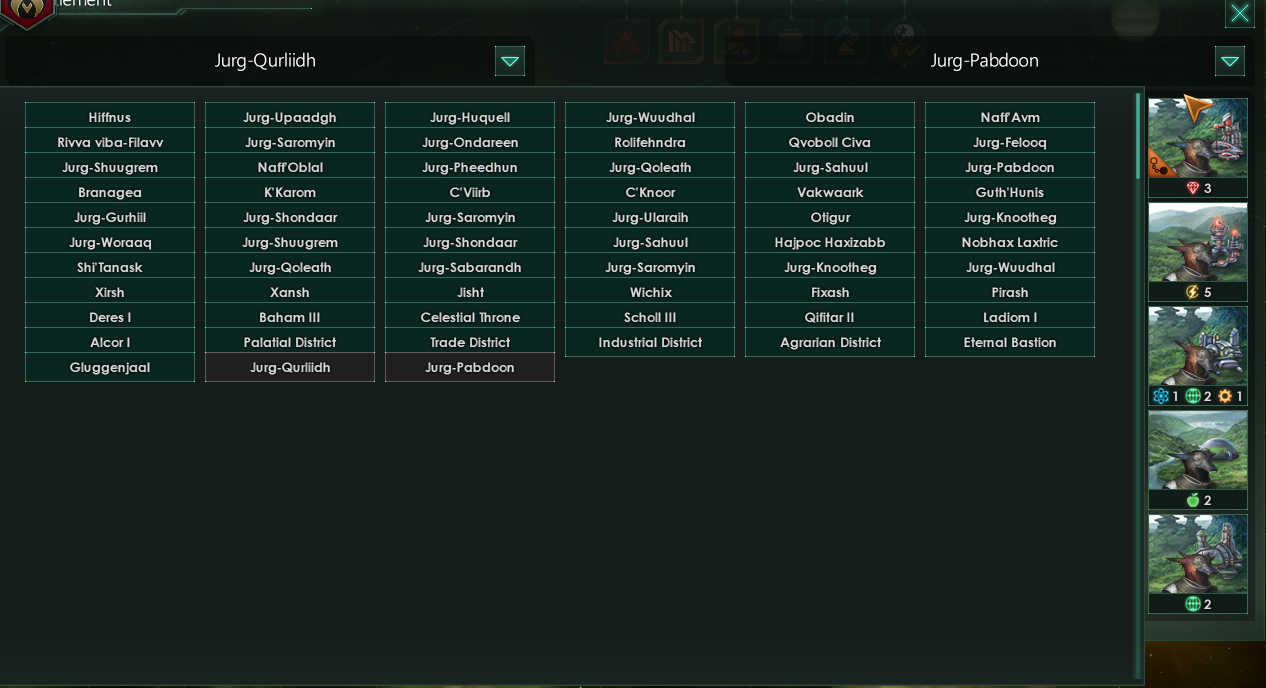 Jurg-Qurliidh Jurg-Pabdoon
Hiffnus Jurg-Upaadgh Jurg-Huquell Jurg-Wuudhal Obadin Naff'Avm
Rivva viba-Filavv Jurg-Saromyin Jurg-Ondareen Rolifehndra Qvoboll Civa Jurg-Felooq
Jurg-Shuugrem Naff'Oblal Jurg-Pheedhun Jurg-Qoleath Jurg-Sahuul Jurg-Pabdoon
Branagea K'Karom C'Viirb C'Knoor Vakwaark Guth'Hunis
Jurg-Gurhiil Jurg-Shondaar Jurg-Saromyin Jurg-Ularaih Otigur Jurg-Knootheg
Jurg-Woraaq Jurg-Shuugrem Jurg-Shondaar Jurg-Sahuul Hajpoc Haxizabb Nobhax Laxtric
Shi'Tanask Jurg-Qoleath Jurg-Sabarandh Jurg-Saromyin Jurg-Knootheg Jurg-Wuudhal
Xirsh Xansh Jisht Wichix Fixash Pirash
Deres I Baham III Celestial Throne Scholl III Qifitar II Ladiom I
Alcor I Palatial District Trade District Industrial District Agrarian District Eternal Bastion
Gluggenjaal Jurg-Qurliidh Jurg-Pabdoon
3
5
1 2 1
2
2